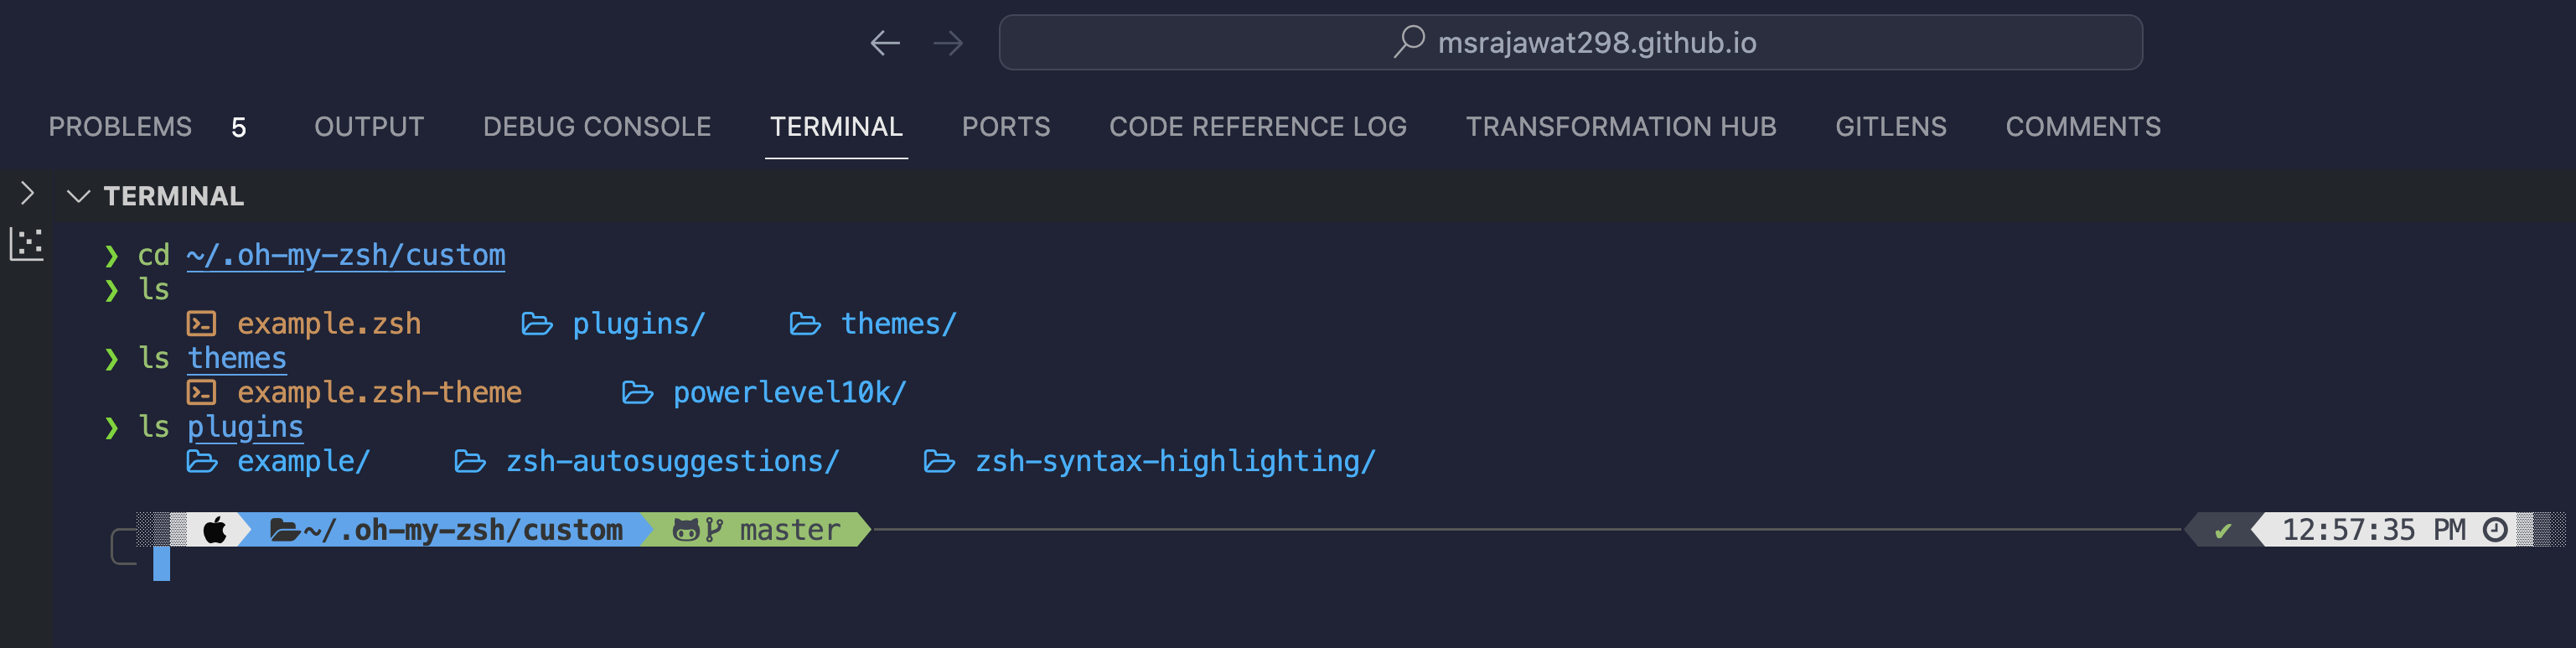 msrajawat298.github.io
PROBLEMS 5 OUTPUT DEBUG CONSOLE TERMINAL PORTS CODE REFERENCE LOG TRANSFORMATION HUB GITLENS COMMENTS
TERMINAL
❯ cd ~/.oh-my-zsh/custom
❯ ls
example.zsh plugins/ themes/
❯ ls themes
example.zsh-theme powerlevel10k/
❯ ls plugins
example/ zsh-autosuggestions/ zsh-syntax-highlighting/
~/.oh-my-zsh/custom master ✔ 12:57:35 PM